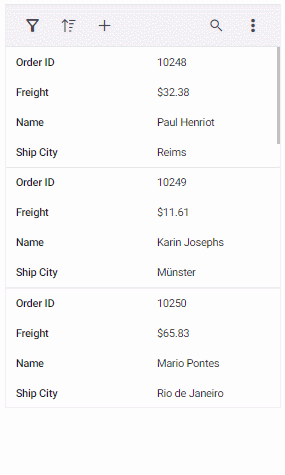 Order ID 10248
Freight $32.38
Name Paul Henriot
Ship City Reims
Order ID 10249
Freight $11.61
Name Karin Josephs
Ship City Münster
Order ID 10250
Freight $65.83
Name Mario Pontes
Ship City Rio de Janeiro